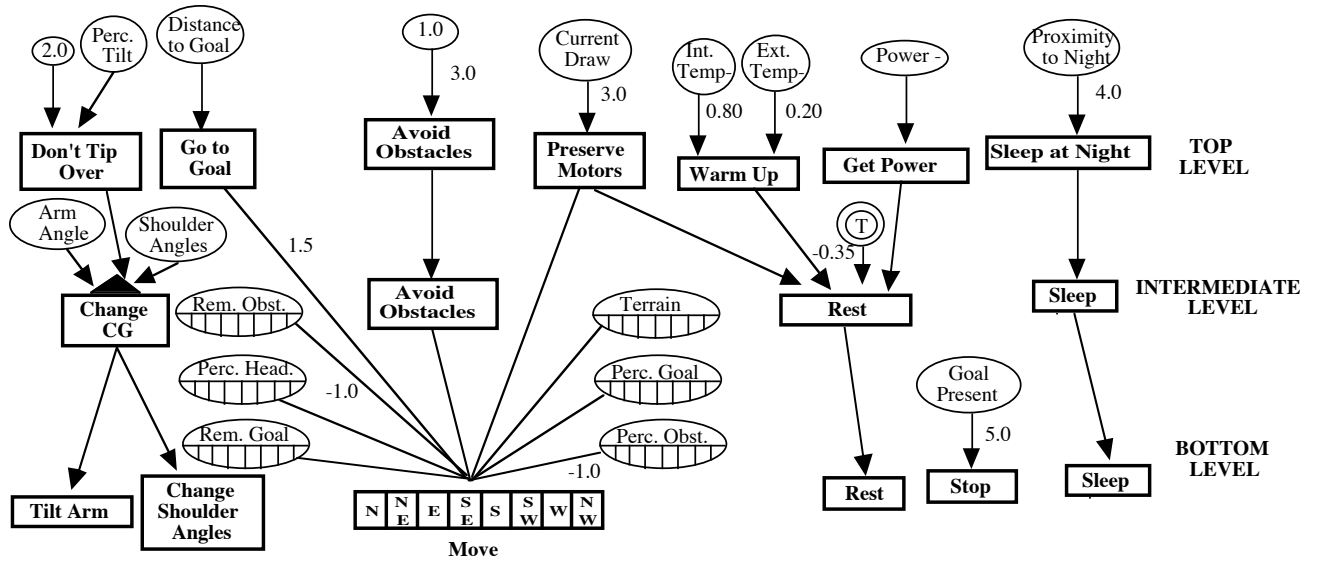 2.0
Perc.
Tilt
Distance
to Goal
1.0
3.0
Current
Draw
3.0
Int.
Temp-
Ext.
Temp-
0.80
0.20
Power -
Proximity
to Night
4.0
Don't Tip
Over
Go to
Goal
Avoid
Obstacles
Preserve
Motors
Warm Up
Get Power
Sleep at Night
TOP
LEVEL
Arm
Angle
Shoulder
Angles
1.5
T
-0.35
Change
CG
Rem. Obst.
Avoid
Obstacles
Terrain
Rest
Sleep
INTERMEDIATE
LEVEL
Perc. Head.
-1.0
Perc. Goal
Goal
Present
5.0
Rem. Goal
Perc. Obst.
-1.0
BOTTOM
LEVEL
Tilt Arm
Change
Shoulder
Angles
N
N
E
E
S
E
S
S
W
W
N
W
Move
Rest
Stop
Sleep